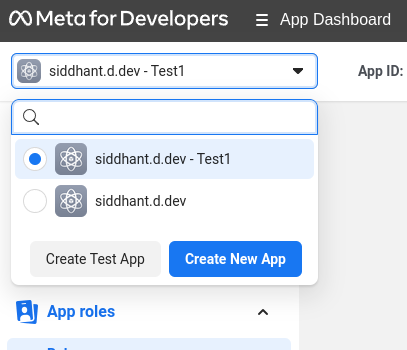 Meta for Developers
App Dashboard
siddhant.d.dev - Test1
App ID:
siddhant.d.dev - Test1
siddhant.d.dev
Create Test App
Create New App
App roles